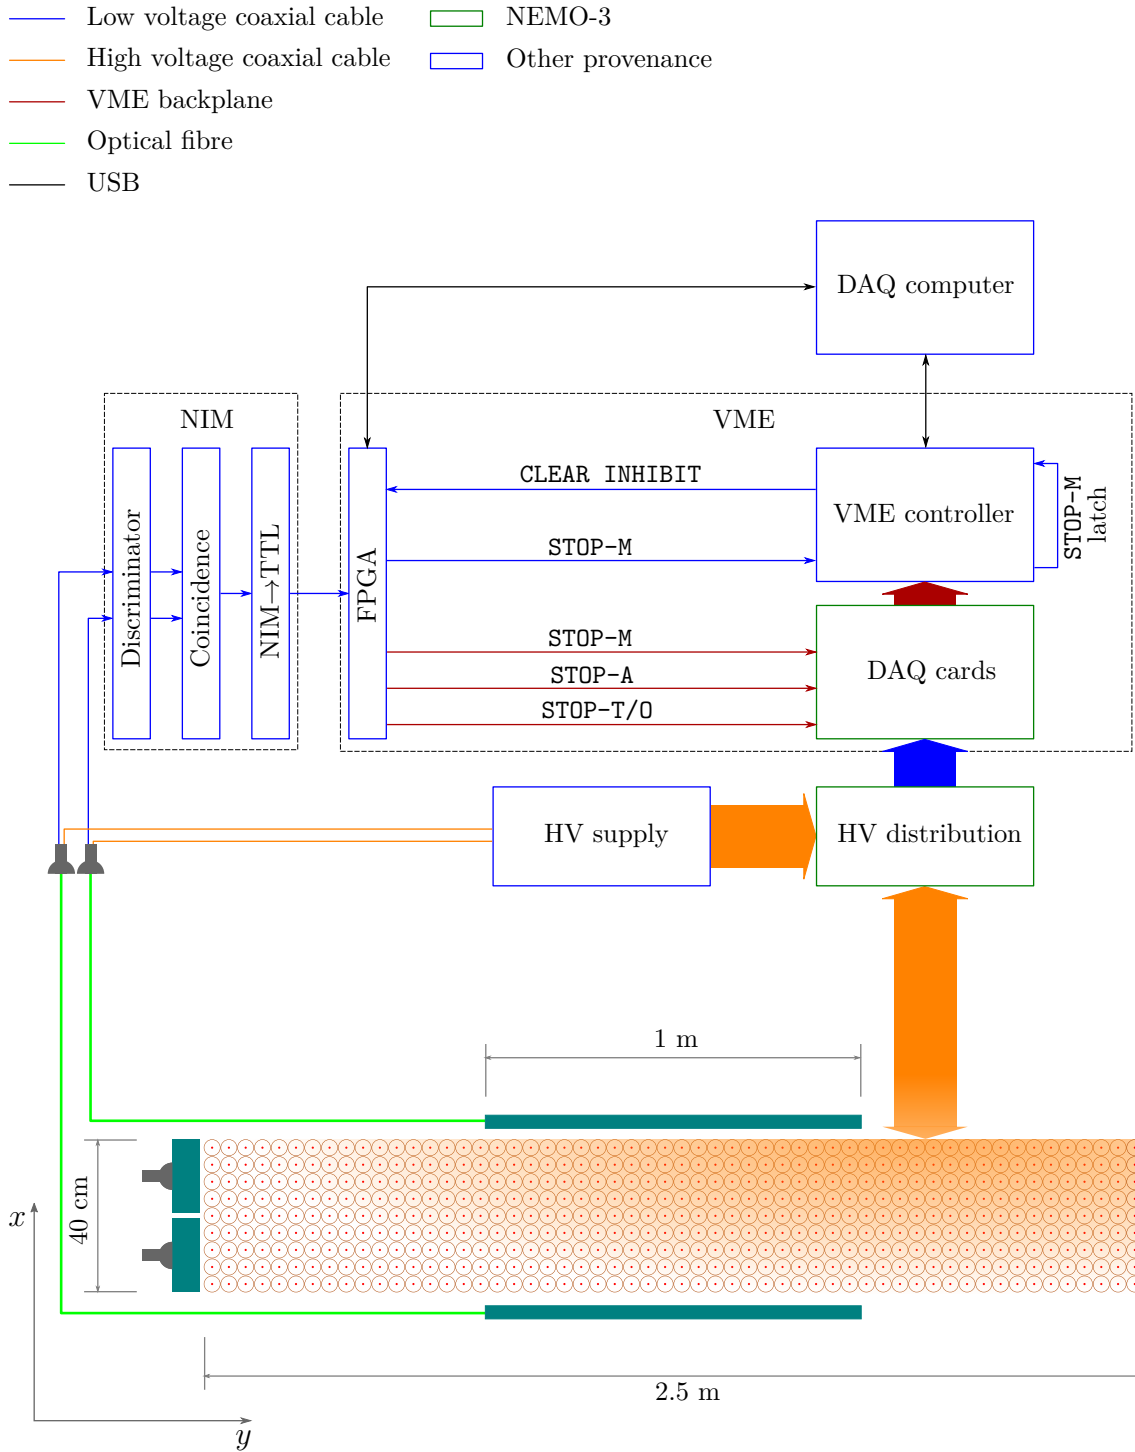 Low voltage coaxial cable
High voltage coaxial cable
VME backplane
Optical fibre
USB
NEMO-3
Other provenance
DAQ computer
NIM
VME
Discriminator
Coincidence
NIM→TTL
FPGA
CLEAR INHIBIT
STOP-M
VME controller
STOP-M
latch
STOP-M
STOP-A
STOP-T/O
DAQ cards
HV supply
HV distribution
1 m
40 cm
x
2.5 m
y